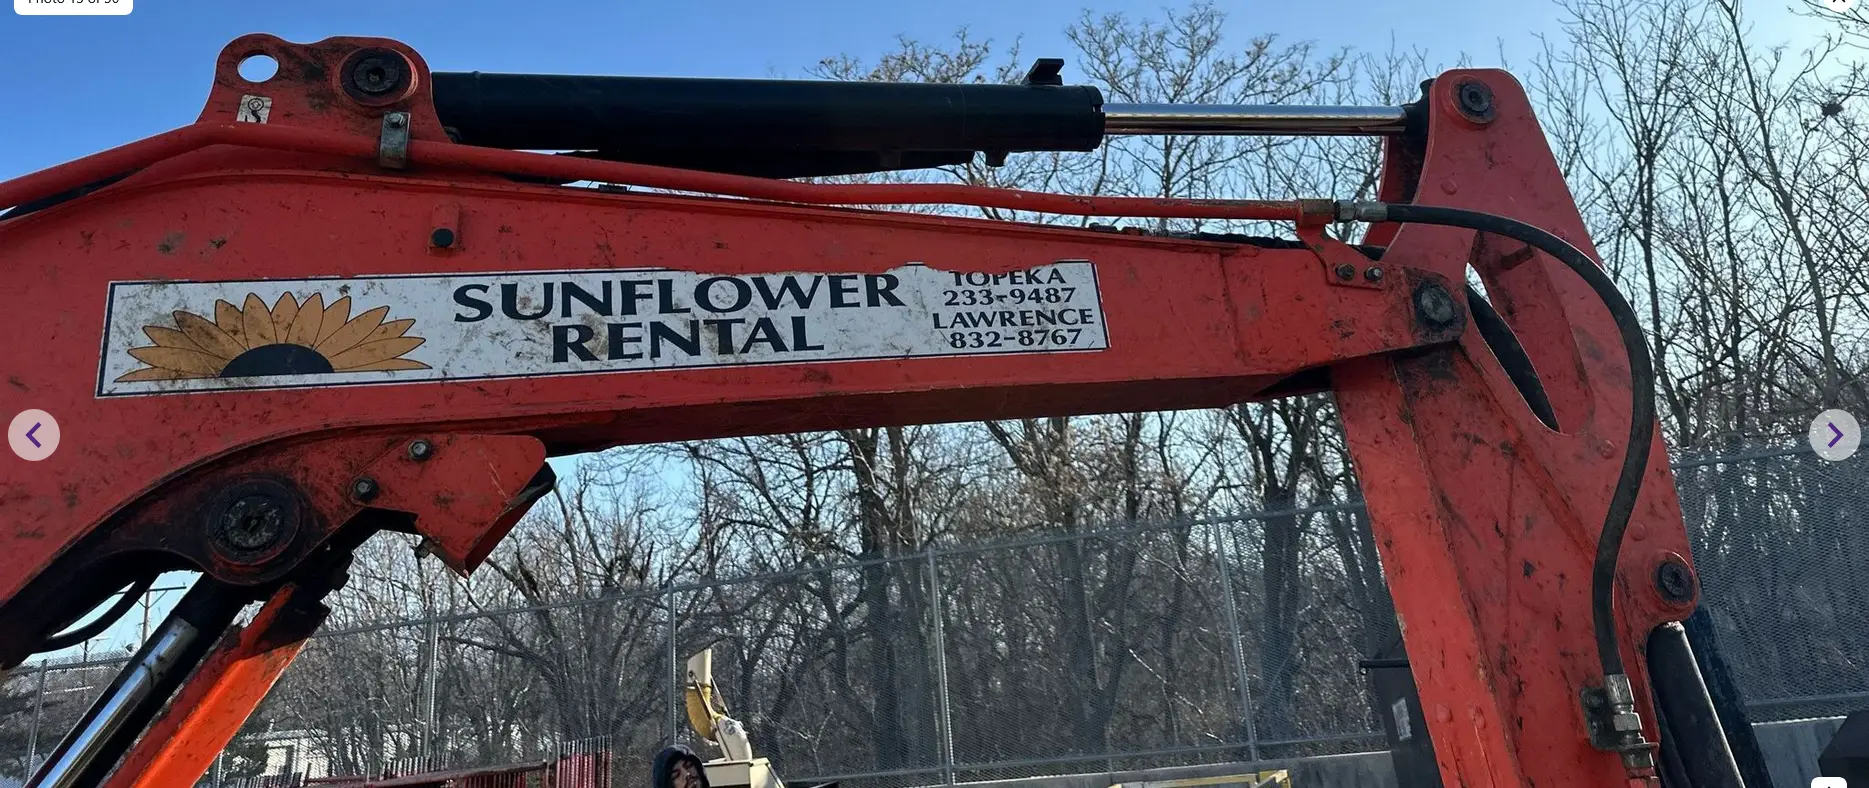 SUNFLOWER
RENTAL
TOPEKA
233-9487
LAWRENCE
832-8767